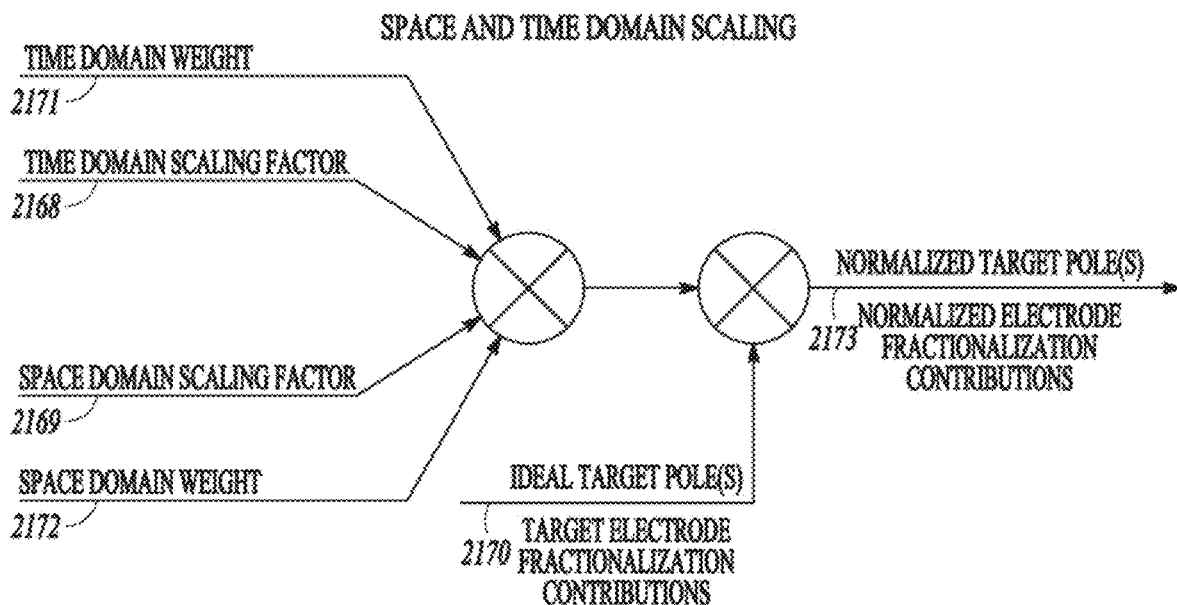 SPACE AND TIME DOMAIN SCALING
TIME DOMAIN WEIGHT
2171
TIME DOMAIN SCALING FACTOR
2168
SPACE DOMAIN SCALING FACTOR
2169
SPACE DOMAIN WEIGHT
2172
IDEAL TARGET POLE(S)
2170
TARGET ELECTRODE
FRACTIONALIZATION
CONTRIBUTIONS
NORMALIZED TARGET POLE(S)
2173
NORMALIZED ELECTRODE
FRACTIONALIZATION
CONTRIBUTIONS